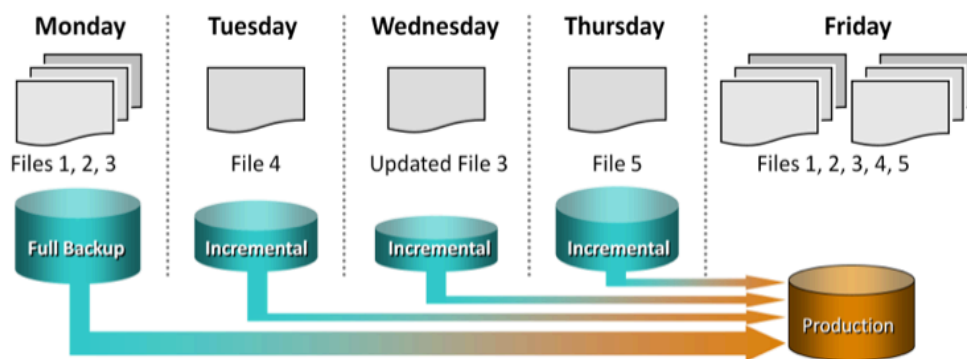 Monday
Tuesday
Wednesday
Thursday
Friday
Files 1, 2, 3
File 4
Updated File 3
File 5
Files 1, 2, 3, 4, 5
Full Backup
Incremental
Incremental
Incremental
Production